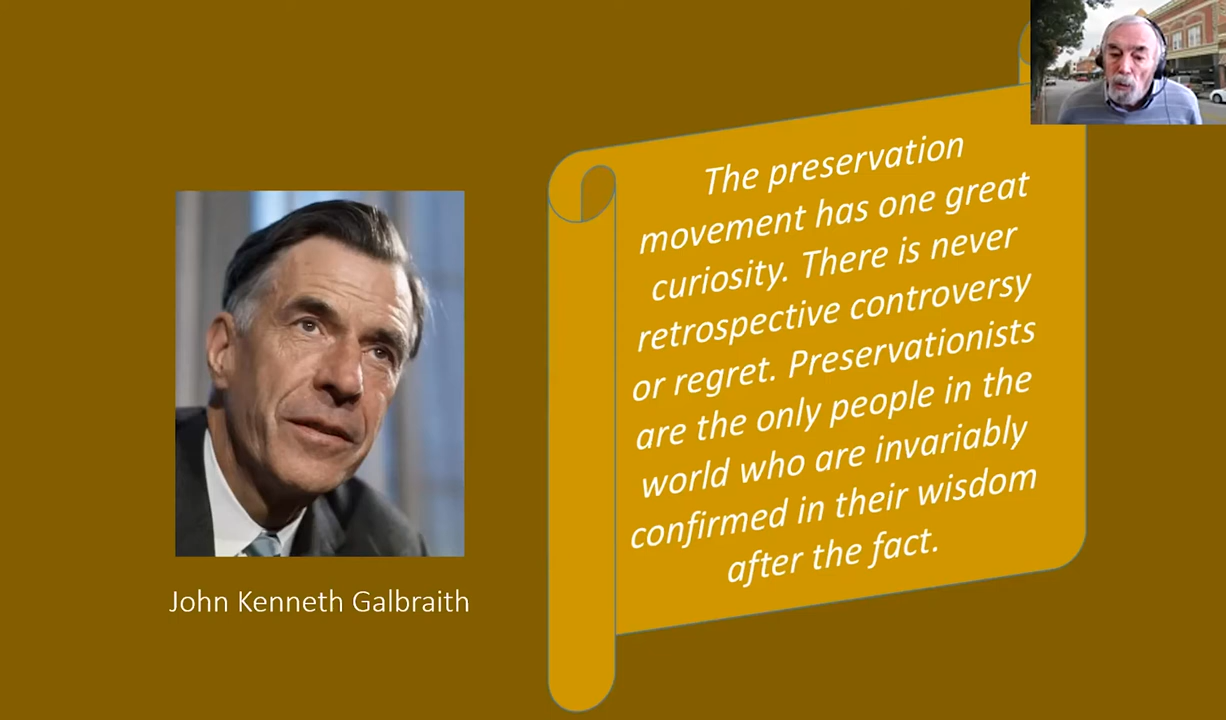 The preservation
movement has one great
curiosity. There is never
retrospective controversy
or regret. Preservationists
are the only people in the
world who are invariably
confirmed in their wisdom
after the fact.
John Kenneth Galbraith